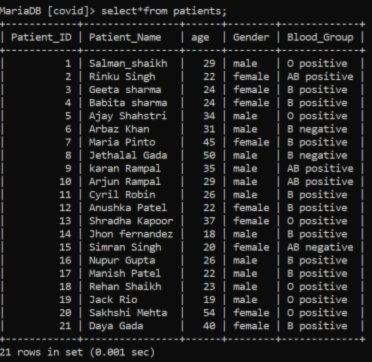 MariaDB [covid]> select*from patients;
+------------+----------------+------+--------+-------------+
| Patient_ID | Patient_Name | age | Gender | Blood_Group |
+------------+----------------+------+--------+-------------+
| 1 | Salman_shaikh | 29 | male | O positive |
| 2 | Rinku Singh | 22 | female | AB positive |
| 3 | Geeta sharma | 24 | female | B positive |
| 4 | Babita sharma | 24 | female | B positive |
| 5 | Ajay Shahstri | 34 | male | O positive |
| 6 | Arbaz Khan | 31 | male | B negative |
| 7 | Maria Pinto | 45 | female | B positive |
| 8 | Jethalal Gada | 50 | male | B negative |
| 9 | karan Rampal | 35 | male | AB positive |
| 10 | Arjun Rampal | 29 | male | AB positive |
| 11 | Cyril Robin | 26 | male | B positive |
| 12 | Anushka Patel | 22 | female | B positive |
| 13 | Shradha Kapoor | 37 | female | O positive |
| 14 | Jhon fernandez | 18 | male | B positive |
| 15 | Simran Singh | 20 | female | AB negative |
| 16 | Nupur Gupta | 26 | male | B positive |
| 17 | Manish Patel | 22 | male | B positive |
| 18 | Rehan Shaikh | 23 | male | O positive |
| 19 | Jack Rio | 19 | male | O positive |
| 20 | Sakhshi Mehta | 54 | female | O positive |
| 21 | Daya Gada | 40 | female | B positive |
+------------+----------------+------+--------+-------------+
21 rows in set (0.001 sec)